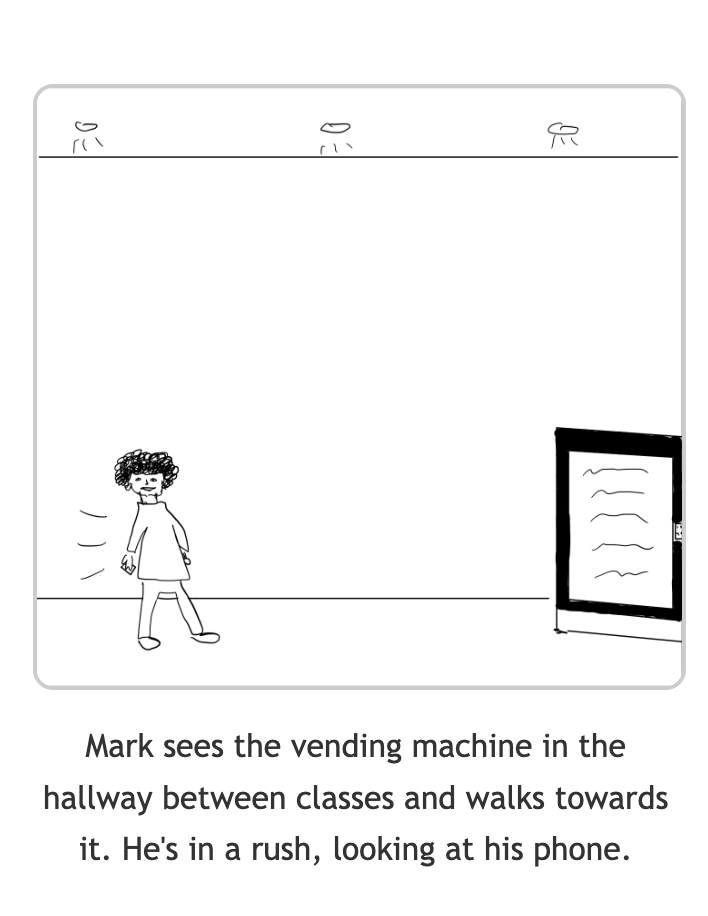 Mark sees the vending machine in the
hallway between classes and walks towards
it. He's in a rush, looking at his phone.